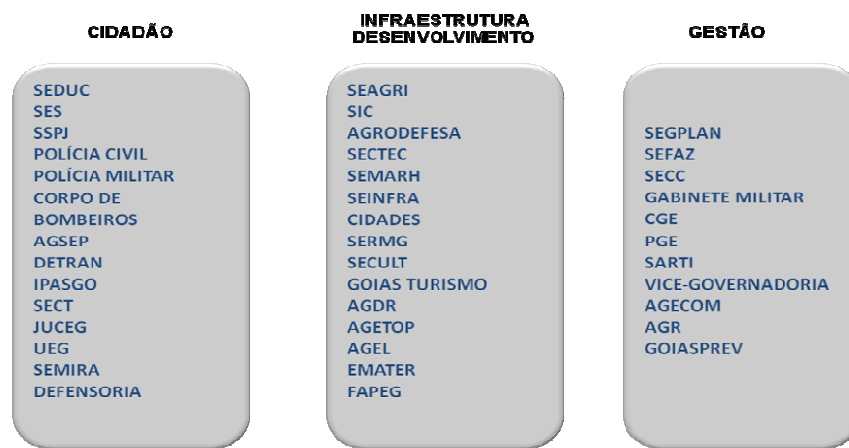 CIDADÃO
SEDUC
SES
SSPJ
POLÍCIA CIVIL
POLÍCIA MILITAR
CORPO DE
BOMBEIROS
AGSEP
DETRAN
IPASGO
SECT
JUCEG
UEG
SEMIRA
DEFENSORIA
INFRAESTRUTURA
DESENVOLVIMENTO
SEAGRI
SIC
AGRODEFESA
SECTEC
SEMARH
SEINFRA
CIDADES
SERMG
SECULT
GOIAS TURISMO
AGDR
AGETOP
AGEL
EMATER
FAPEG
GESTÃO
SEGPLAN
SEFAZ
SECC
GABINETE MILITAR
CGE
PGE
SARTI
VICE-GOVERNADORIA
AGECOM
AGR
GOIASPREV